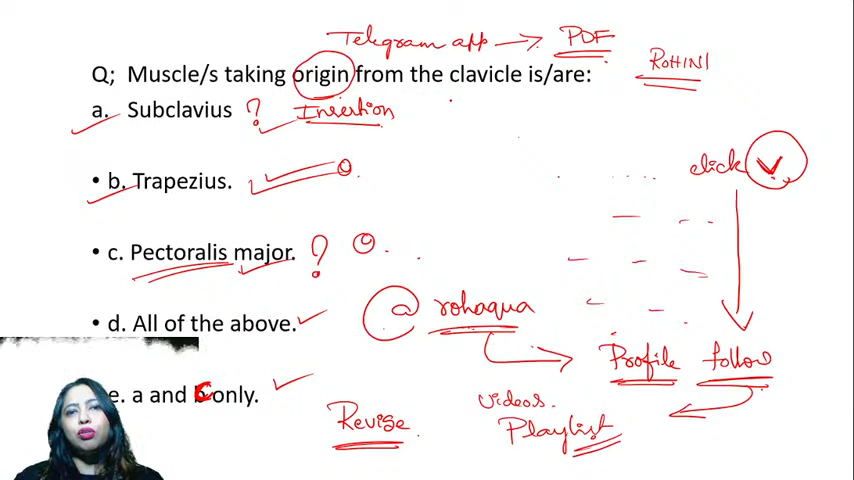 Telegram app → PDF
Q; Muscle/s taking origin from the clavicle is/are:
ROHINI
a. Subclavius ? Insertion
click
• b. Trapezius.
• c. Pectoralis major. ?
@ rohaqua
• d. All of the above.
Profile follow
e. a and c only.
videos.
Revise
Playlist